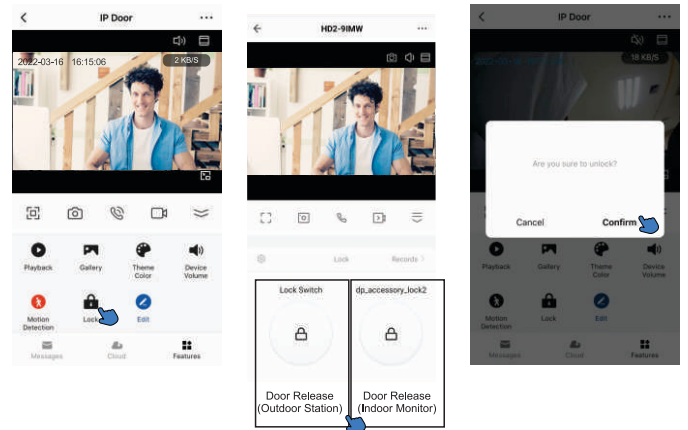 IP Door
2022-03-16 16:15:06
2 KB/S
Playback
Gallery
Theme
Color
Device
Volume
Motion
Detection
Lock
Edit
Messages
Cloud
Features
HD2-9IMW
Lock
Records >
Lock Switch
dp_accessory_lock2
Door Release
(Outdoor Station)
Door Release
(Indoor Monitor)
IP Door
18 KB/S
Are you sure to unlock?
Cancel
Confirm
Playback
Gallery
Theme
Color
Device
Volume
Motion
Detection
Lock
Edit
Messages
Cloud
Features